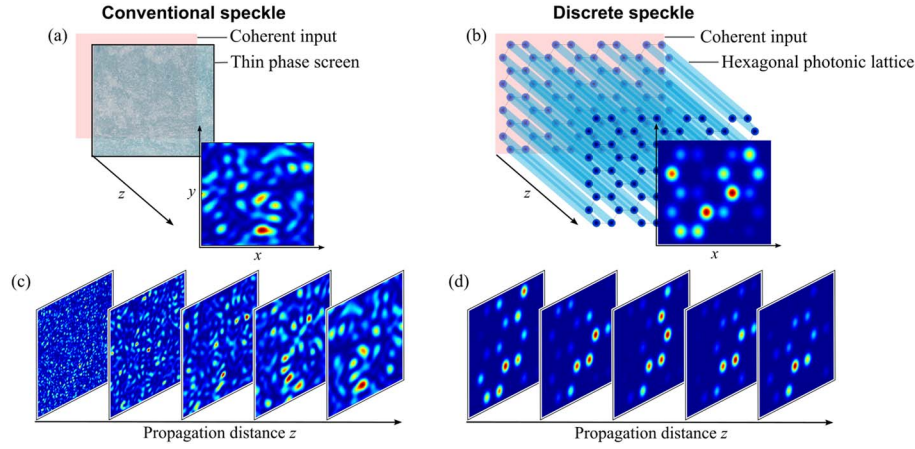 Conventional speckle
Discrete speckle
(a)
Coherent input
Thin phase screen
z
y
x
(b)
Coherent input
Hexagonal photonic lattice
z
x
(c)
Propagation distance z
(d)
Propagation distance z